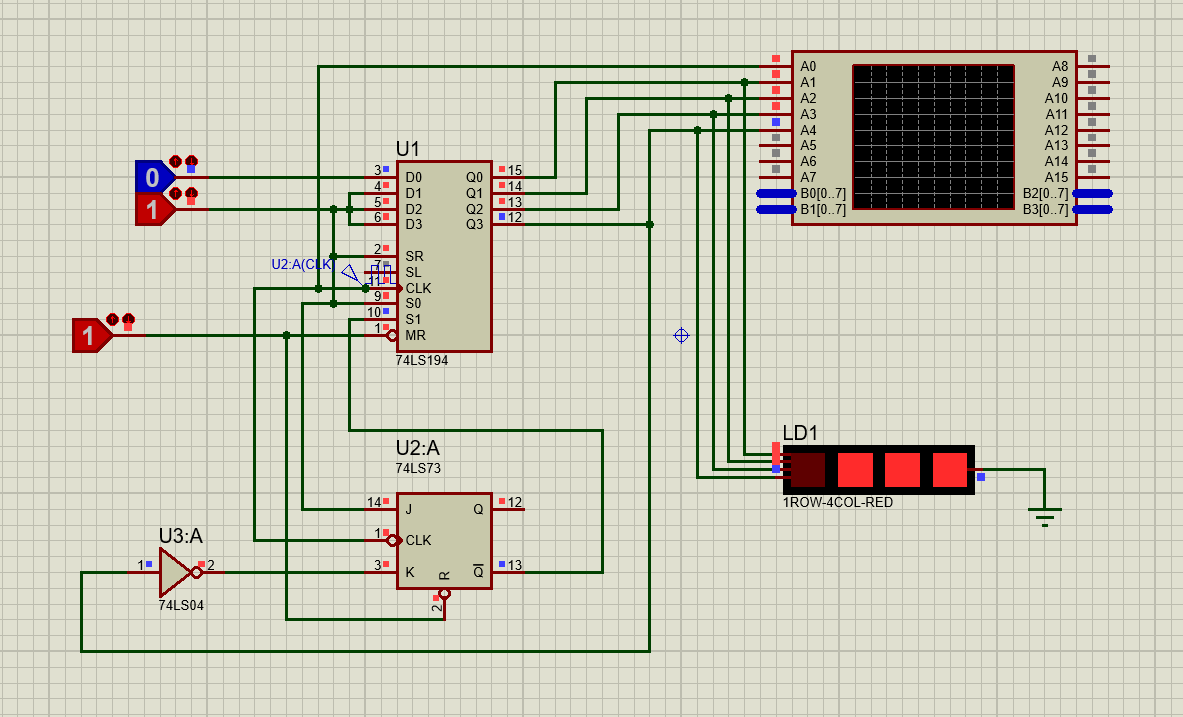 U1
0
1
3 D0 Q0 15
4 D1 Q1 14
5 D2 Q2 13
6 D3 Q3 12
2 SR
7 SL
U2:A(CLK
11 CLK
9 S0
10 S1
1 MR
74LS194
1
A0 A8
A1 A9
A2 A10
A3 A11
A4 A12
A5 A13
A6 A14
A7 A15
B0[0..7] B2[0..7]
B1[0..7] B3[0..7]
LD1
1ROW-4COL-RED
U2:A
74LS73
14 J Q 12
1 CLK
3 K Q 13
R
2
U3:A
1 2
74LS04